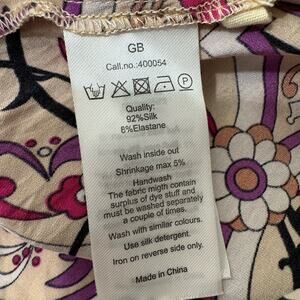 GB
Call.no.:400054
P
Quality:
92%Silk
8%Elastane
Wash inside out
Shrinkage max 5%
Handwash
The fabric migth contain
surplus of dye stuff and
must be washed separately
a couple of times.
Wash with similar colours.
Use silk detergent.
Iron on reverse side only.
Made in China